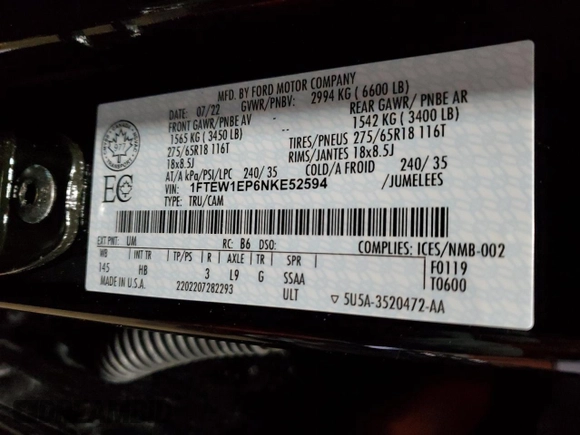 MFD. BY FORD MOTOR COMPANY
DATE: 07/22 GVWR/PNBV: 2994 KG ( 6600 LB)
FRONT GAWR/PNBE AV - REAR GAWR/ PNBE AR
1565 KG ( 3450 LB) - 1542 KG ( 3400 LB)
275/65R18 116T TIRES/PNEUS 275/65R18 116T
18x8.5J RIMS/JANTES 18x8.5J
AT/A kPa/PSI/LPC 240/ 35 COLD/A FROID 240/ 35
VIN: 1FTEW1EP6NKE52594 /JUMELEES
TYPE: TRU/CAM
EC
EXT PNT: UM RC: B6 DSO: COMPLIES: ICES/NMB-002
WB TP/PS R AXLE TR SPR F0119
145 HB 3 L9 G SSAA T0600
MADE IN U.S.A. 2202207282293 ULT ▽ 5U5A-3520472-AA